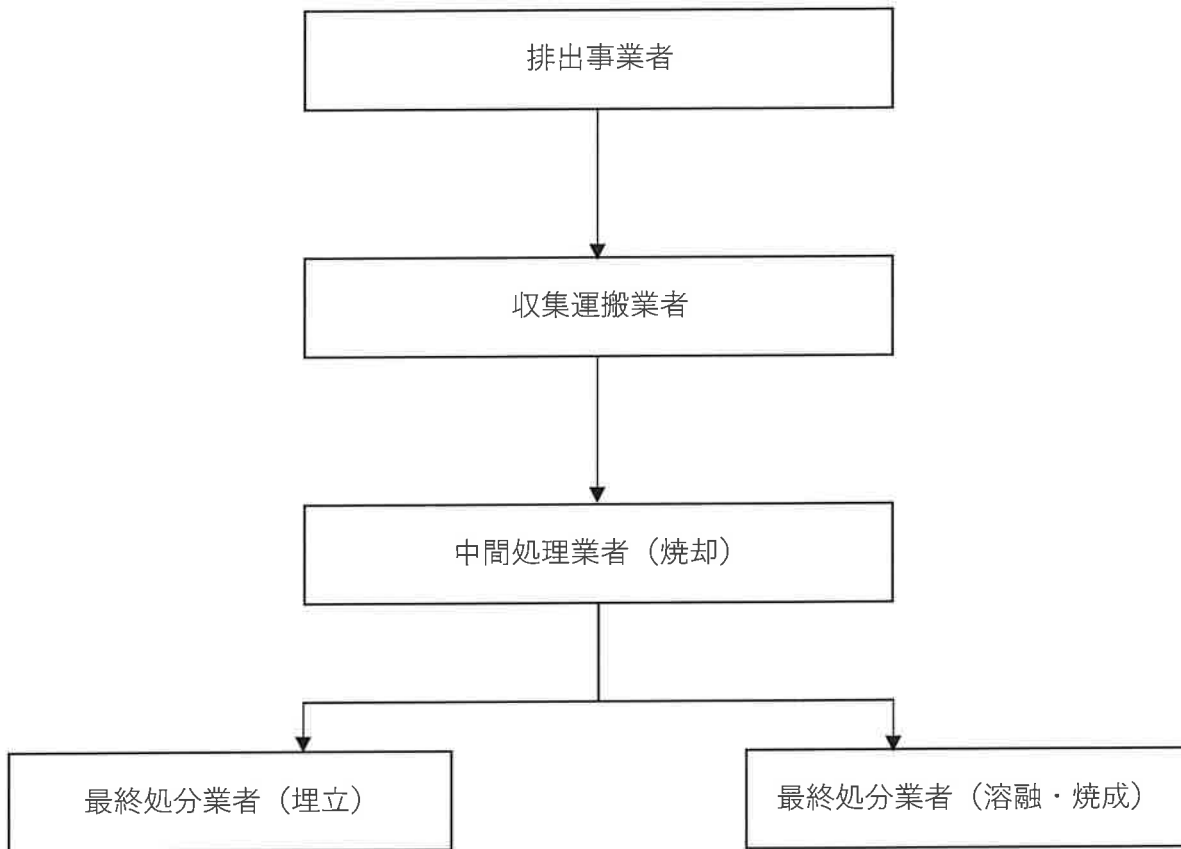 排出事業者
収集運搬業者
中間処理業者（焼却）
最終処分業者（埋立）
最終処分業者（溶融・焼成）